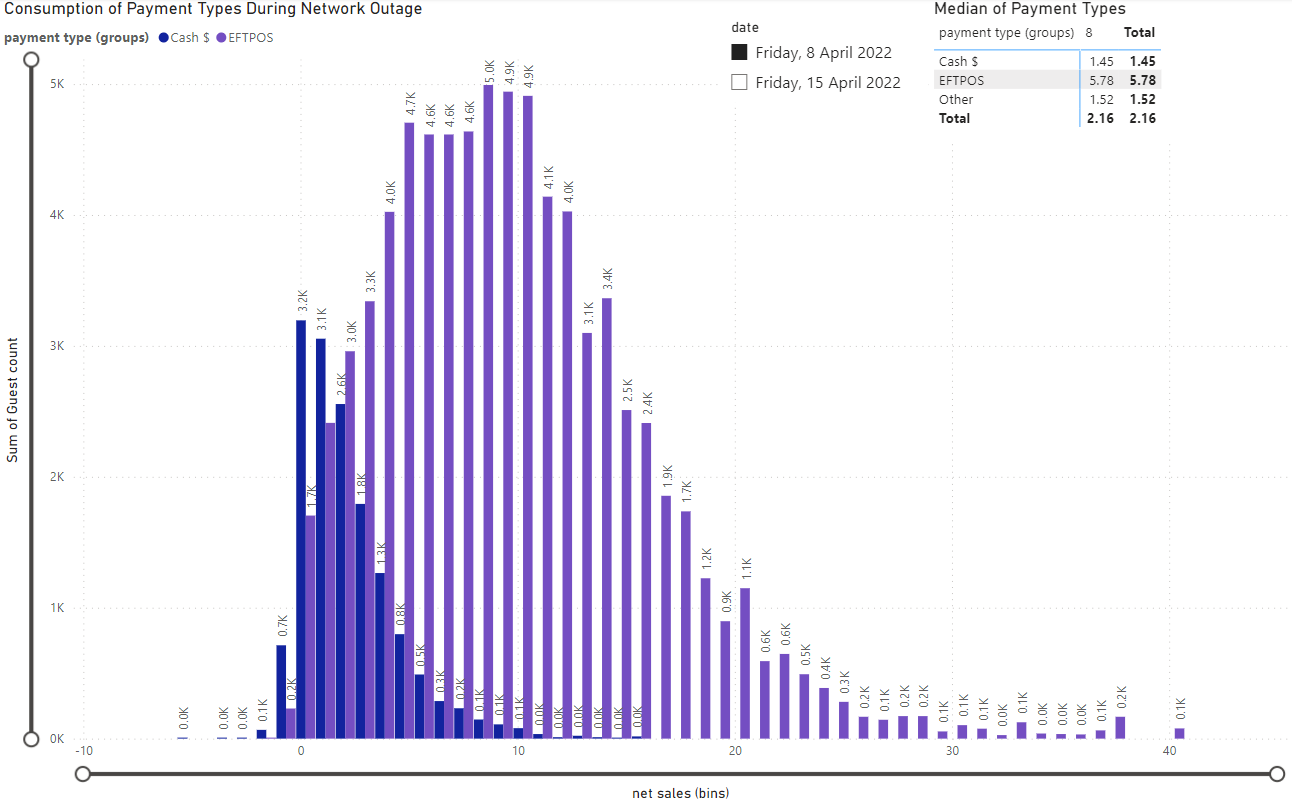 Consumption of Payment Types During Network Outage
payment type (groups) Cash $ EFTPOS
date
Friday, 8 April 2022
Friday, 15 April 2022
Median of Payment Types
payment type (groups) 8 Total
Cash $ 1.45 1.45
EFTPOS 5.78 5.78
Other 1.52 1.52
Total 2.16 2.16
Sum of Guest count
5K
4K
3K
2K
1K
0K
0.0K 0.0K 0.0K 0.1K 0.7K 0.2K 3.2K 1.7K 3.1K 2.6K 3.0K 1.8K 3.3K 1.3K 4.0K 0.8K 4.7K 0.5K 4.6K 0.3K 4.6K 0.2K 4.6K 0.1K 5.0K 0.1K 4.9K 0.1K 4.9K 0.0K 4.1K 0.0K 4.0K 0.0K 3.1K 0.0K 3.4K 0.0K 2.5K 0.0K 2.4K 1.9K 1.7K 1.2K 0.9K 1.1K 0.6K 0.6K 0.5K 0.4K 0.3K 0.2K 0.1K 0.2K 0.2K 0.1K 0.1K 0.1K 0.0K 0.1K 0.0K 0.0K 0.0K 0.1K 0.2K 0.1K
-10 0 10 20 30 40
net sales (bins)